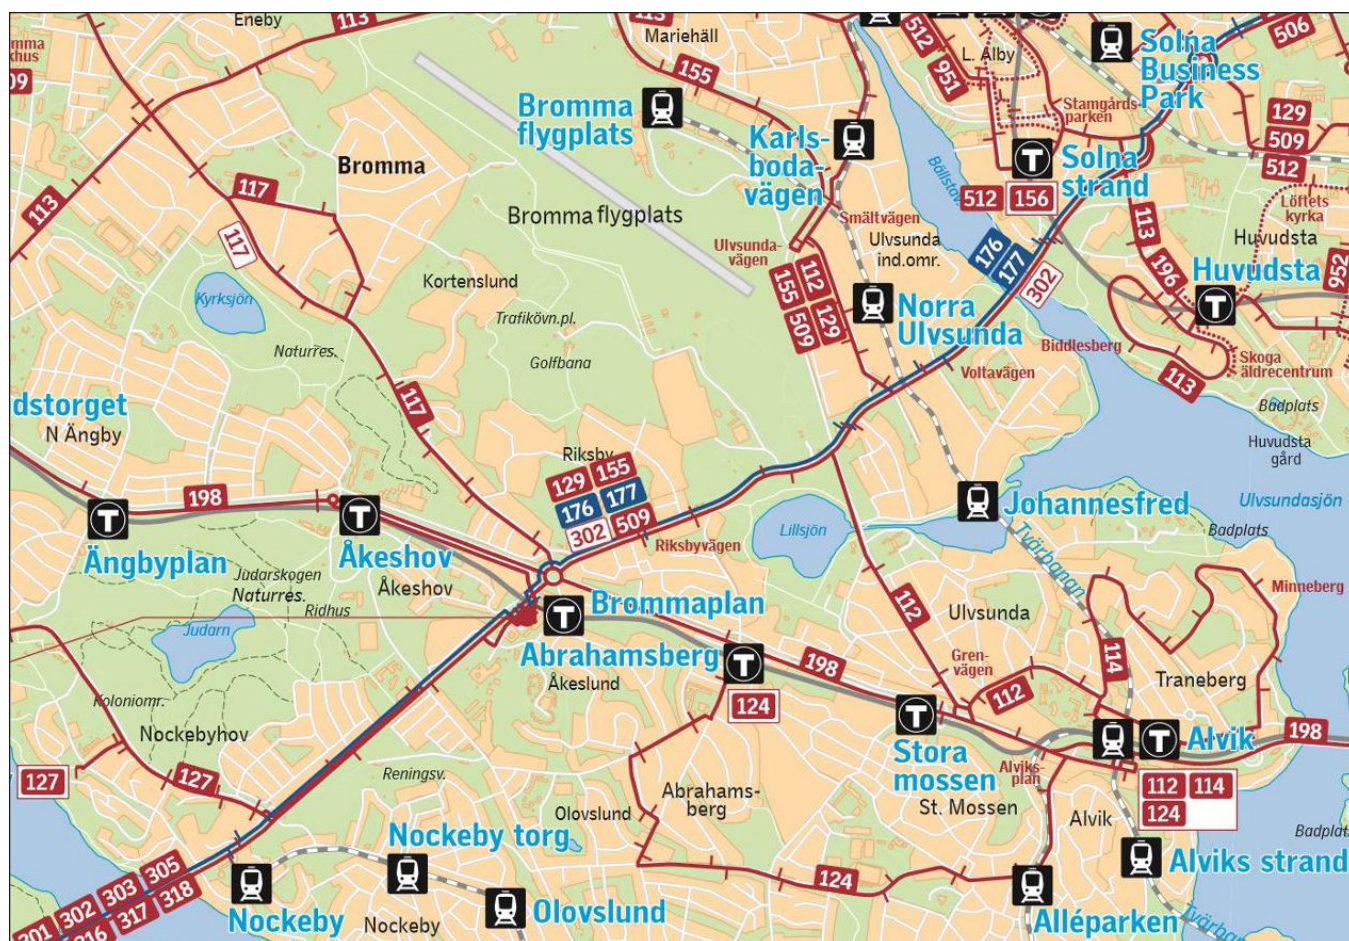 Eneby
113
113
Mariehäll
155
512
951
L. Alby
Solna
Business
Park
506
Stamgårds-
parken
129
509
512
Bromma
flygplats
Karls-
boda-
vägen
Solna
strand
512
156
Bromma
117
113
117
Bromma flygplats
Bällstav.
Smältvägen
Ulvsunda
ind.omr.
Ulvsunda-
vägen
176
177
302
113
196
Löftets
kyrka
Huvudsta
Huvudsta
952
Kyrksjön
Kortenslund
Trafikövn.pl.
Golfbana
Naturres.
112
129
155
509
Norra
Ulvsunda
Voltavägen
Biddlesberg
113
Skoga
äldrecentrum
Badplats
Huvudsta
gård
117
dstorget
N Ängby
Riksby
129
155
176
177
302
509
Riksbyvägen
Lillsjön
Johannesfred
Tvärbanan
Ulvsundasjön
Badplats
198
Ängbyplan
Åkeshov
Åkeshov
Judarskogen
Naturres.
Ridhus
Judarn
Brommaplan
Abrahamsberg
Åkeslund
124
198
112
Ulvsunda
Gren-
vägen
112
114
Minneberg
Traneberg
Koloniomr.
Nockebyhov
127
127
Reningsv.
Stora
mossen
St. Mossen
Alviks-
plan
Alvik
198
112
114
124
Alvik
Badplats
Olovslund
Abrahams-
berg
Nockeby torg
124
Alviks strand
303
305
302
301
316
317
318
Nockeby
Nockeby
Olovslund
Alléparken